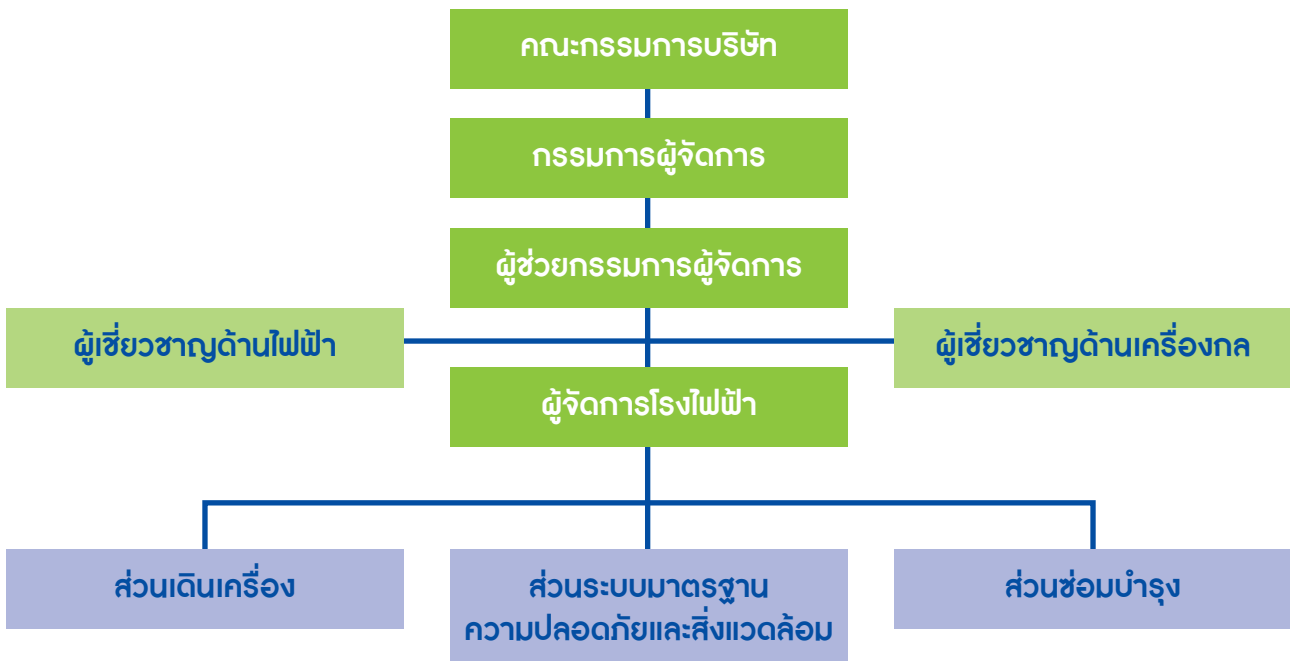 คณะกรรมการบริษัท
กรรมการผู้จัดการ
ผู้ช่วยกรรมการผู้จัดการ
ผู้เชี่ยวชาญด้านไฟฟ้า
ผู้เชี่ยวชาญด้านเครื่องกล
ผู้จัดการโรงไฟฟ้า
ส่วนเดินเครื่อง
ส่วนระบบมาตรฐาน
ความปลอดภัยและสิ่งแวดล้อม
ส่วนซ่อมบำรุง